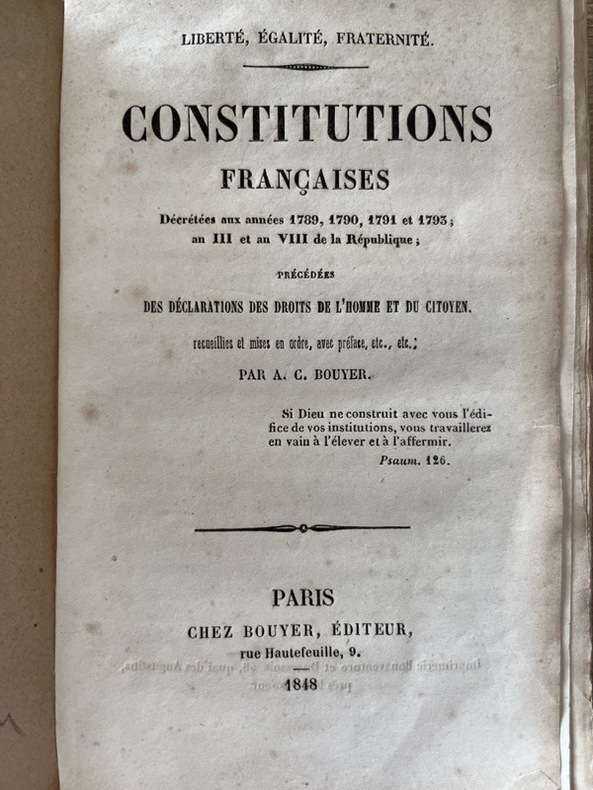 LIBERTÉ, ÉGALITÉ, FRATERNITÉ.
CONSTITUTIONS
FRANÇAISES
Décrétées aux années 1789, 1790, 1791 et 1793;
an III et an VIII de la République;
PRÉCÉDÉES
DES DÉCLARATIONS DES DROITS DE L'HOMME ET DU CITOYEN.
recueillies et mises en ordre, avec préface, etc., etc.;
PAR A. C. BOUYER.
Si Dieu ne construit avec vous l'édi-
fice de vos institutions, vous travaillerez
en vain à l'élever et à l'affermir.
Psaum. 126.
PARIS
CHEZ BOUYER, ÉDITEUR,
rue Hautefeuille, 9.
1848